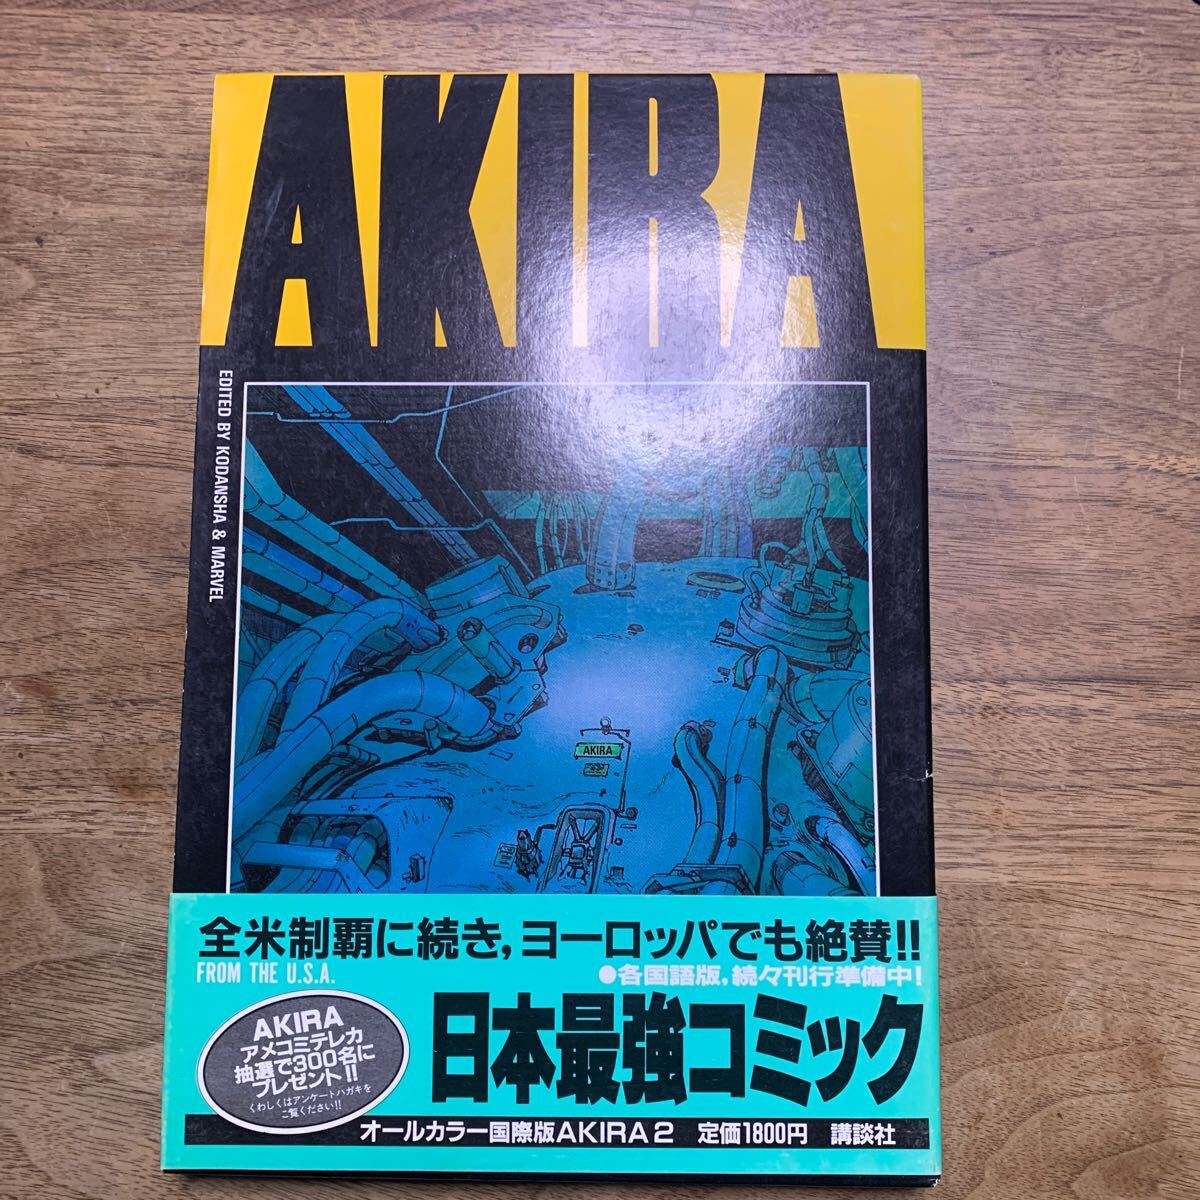 AKIRA
EDITED BY KODANSHA & MARVEL
AKIRA
全米制覇に続き,ヨーロッパでも絶賛!!
FROM THE U.S.A.
●各国語版,続々刊行準備中!
日本最強コミック
AKIRA
アメコミテレカ
抽選で300名に
プレゼント!!
くわしくはアンケートハガキを
ご覧ください!!
オールカラー国際版AKIRA2 定価1800円 講談社